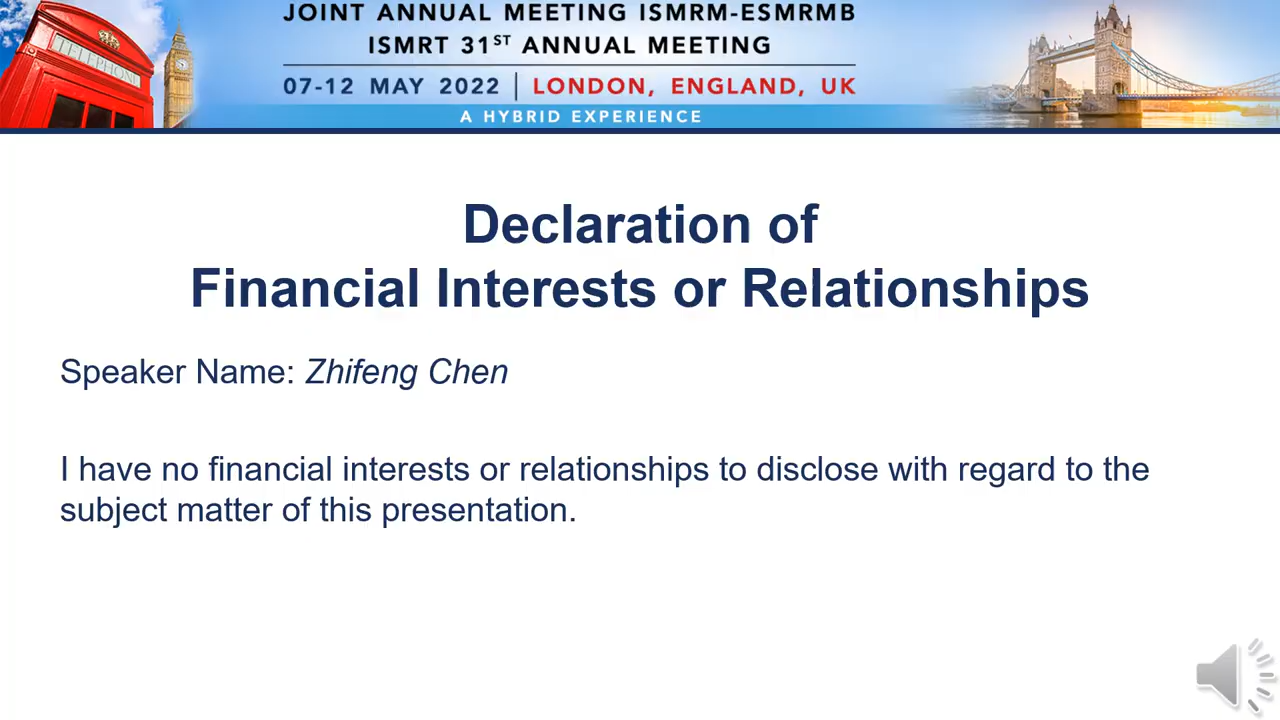 JOINT ANNUAL MEETING ISMRM-ESMRMB
ISMRT 31ST ANNUAL MEETING
07-12 MAY 2022 | LONDON, ENGLAND, UK
A HYBRID EXPERIENCE
TELEPHONE
Declaration of
Financial Interests or Relationships
Speaker Name: Zhifeng Chen
I have no financial interests or relationships to disclose with regard to the
subject matter of this presentation.